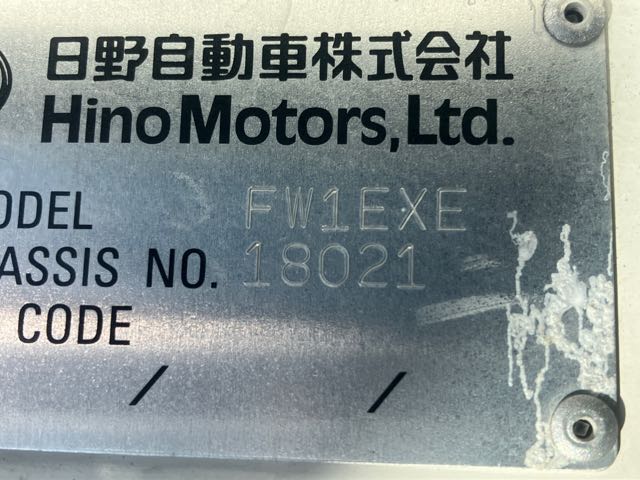 日野自動車株式会社
Hino Motors, Ltd.
ODEL FW1EXE
ASSIS NO. 18021
CODE
/ /